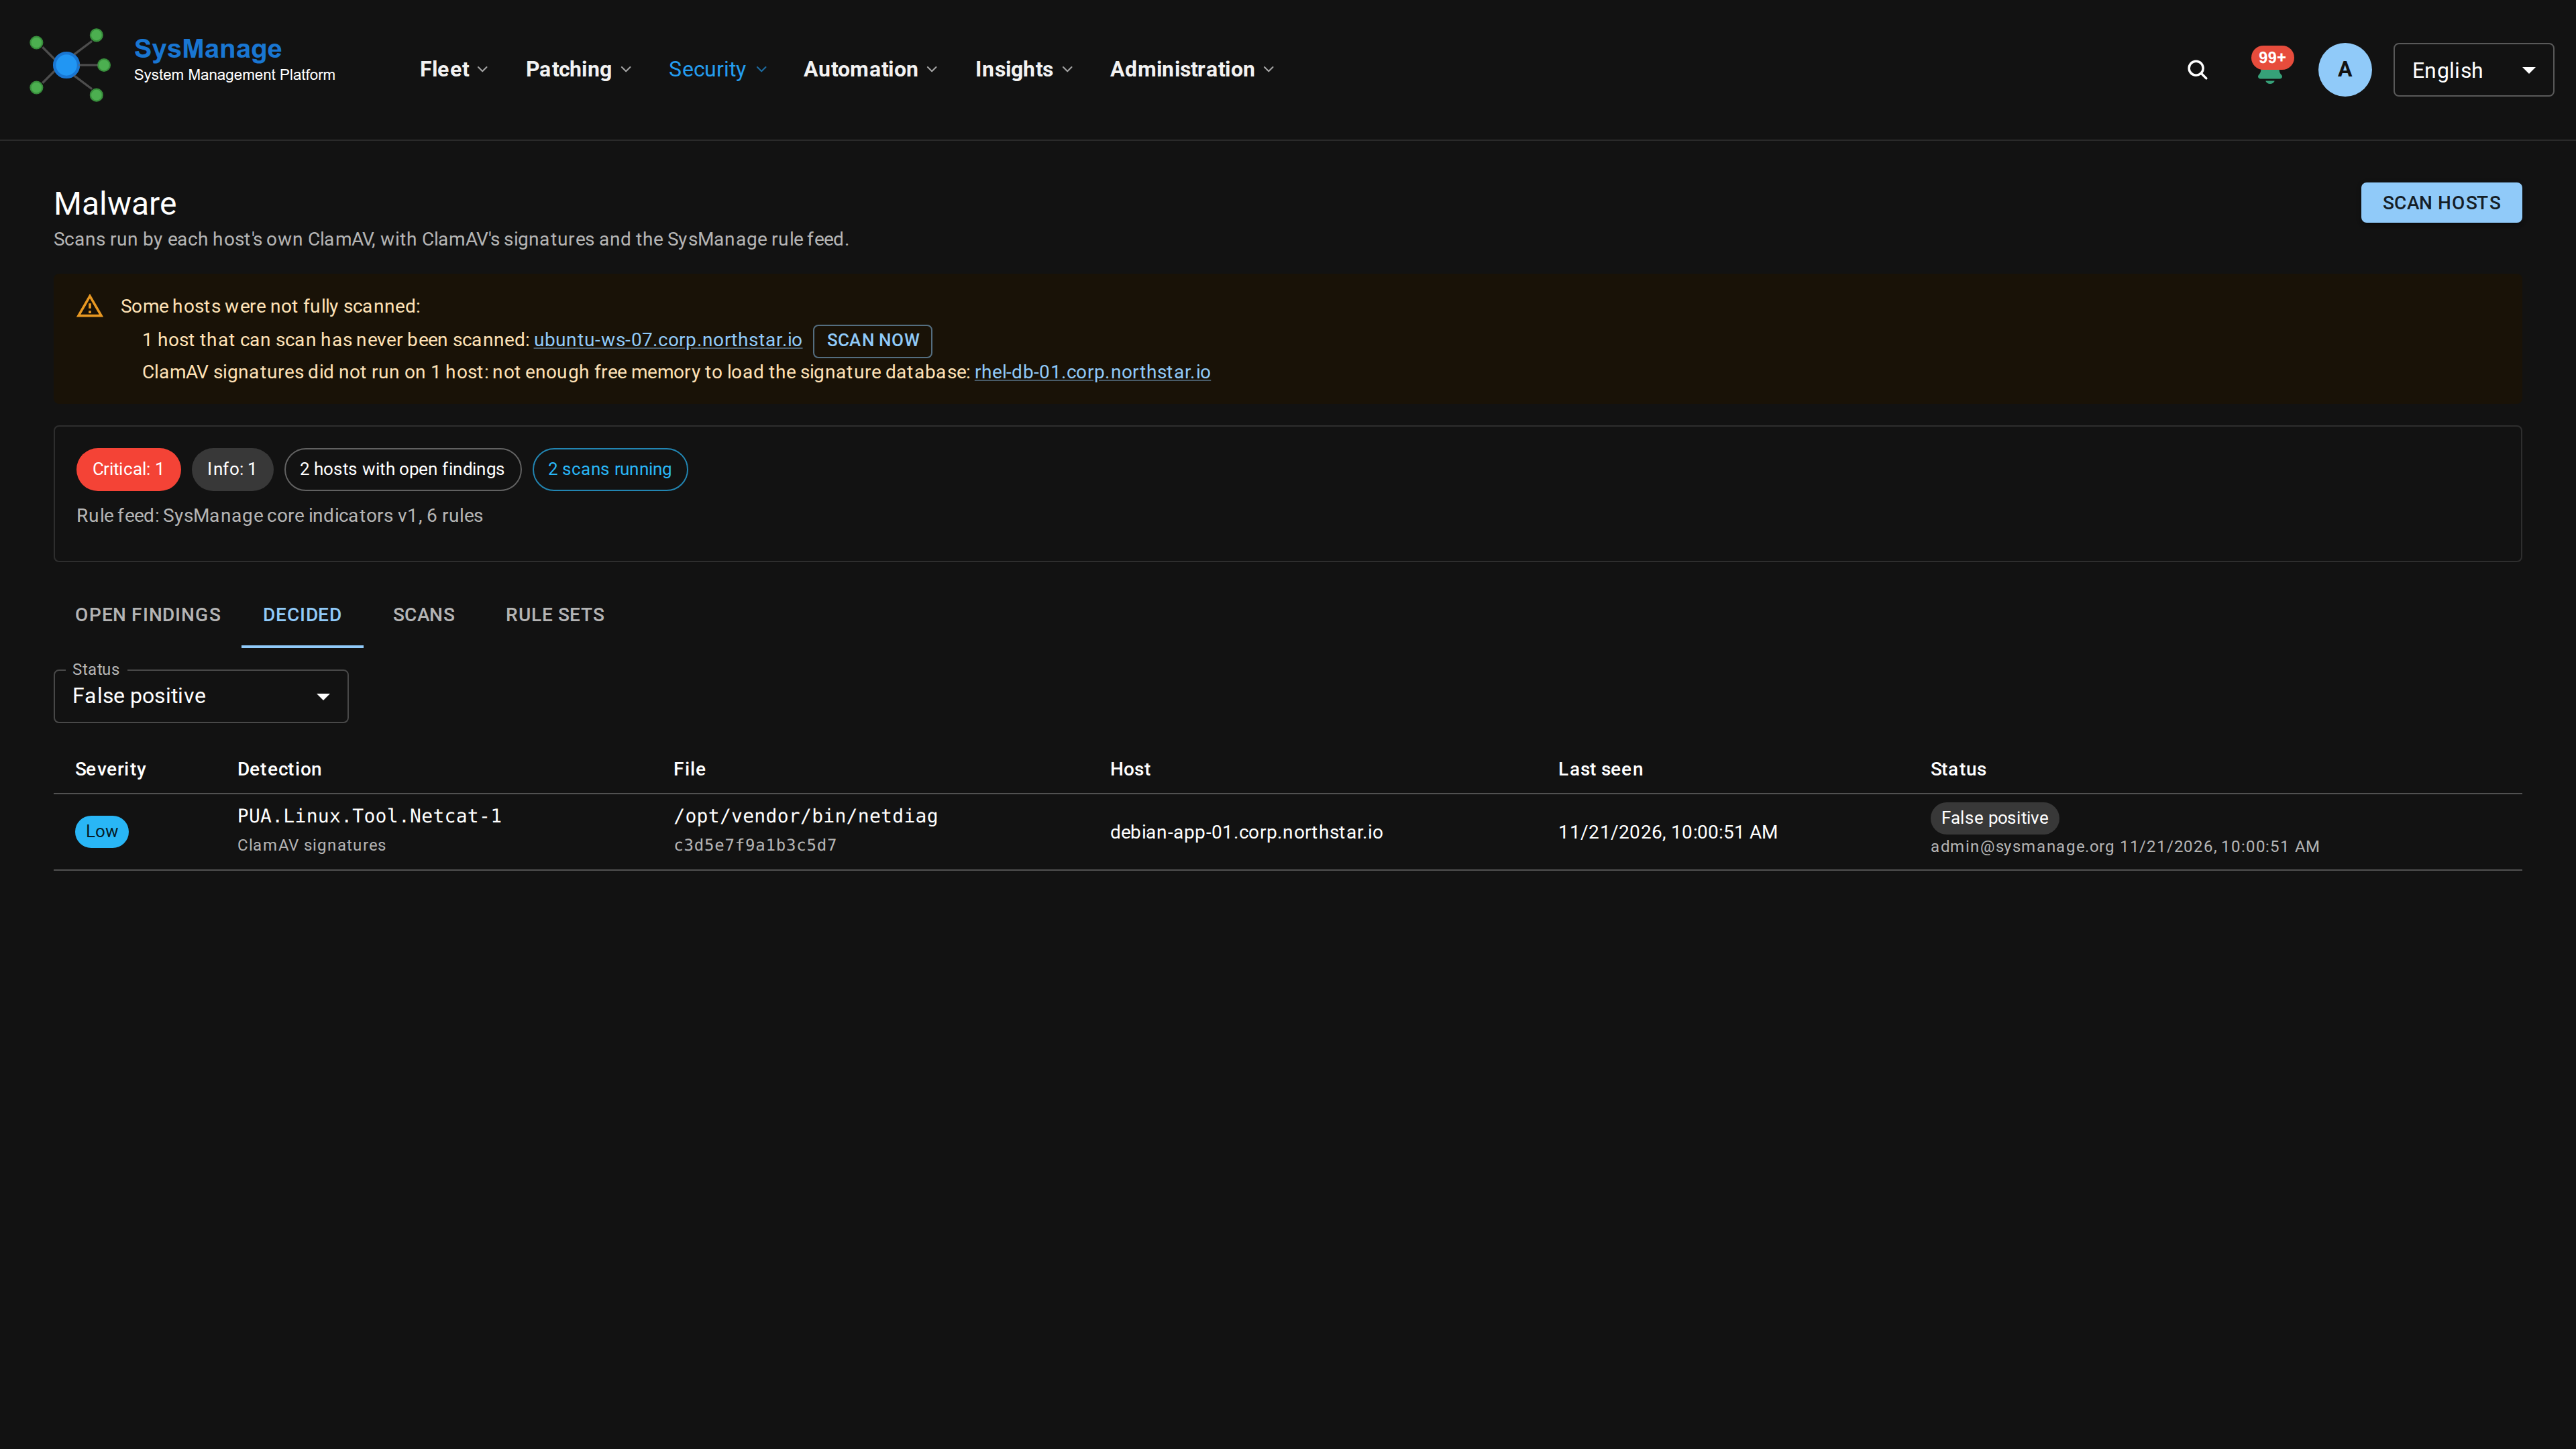 SysManage
System Management Platform
Fleet
Patching
Security
Automation
Insights
Administration
99+
A
English
Malware
SCAN HOSTS
Scans run by each host's own ClamAV, with ClamAV's signatures and the SysManage rule feed.
Some hosts were not fully scanned:
1 host that can scan has never been scanned: ubuntu-ws-07.corp.northstar.io SCAN NOW
ClamAV signatures did not run on 1 host: not enough free memory to load the signature database: rhel-db-01.corp.northstar.io
Critical: 1
Info: 1
2 hosts with open findings
2 scans running
Rule feed: SysManage core indicators v1, 6 rules
OPEN FINDINGS
DECIDED
SCANS
RULE SETS
Status
False positive
Severity
Detection
File
Host
Last seen
Status
Low
PUA.Linux.Tool.Netcat-1
ClamAV signatures
/opt/vendor/bin/netdiag
c3d5e7f9a1b3c5d7
debian-app-01.corp.northstar.io
11/21/2026, 10:00:51 AM
False positive
admin@sysmanage.org 11/21/2026, 10:00:51 AM